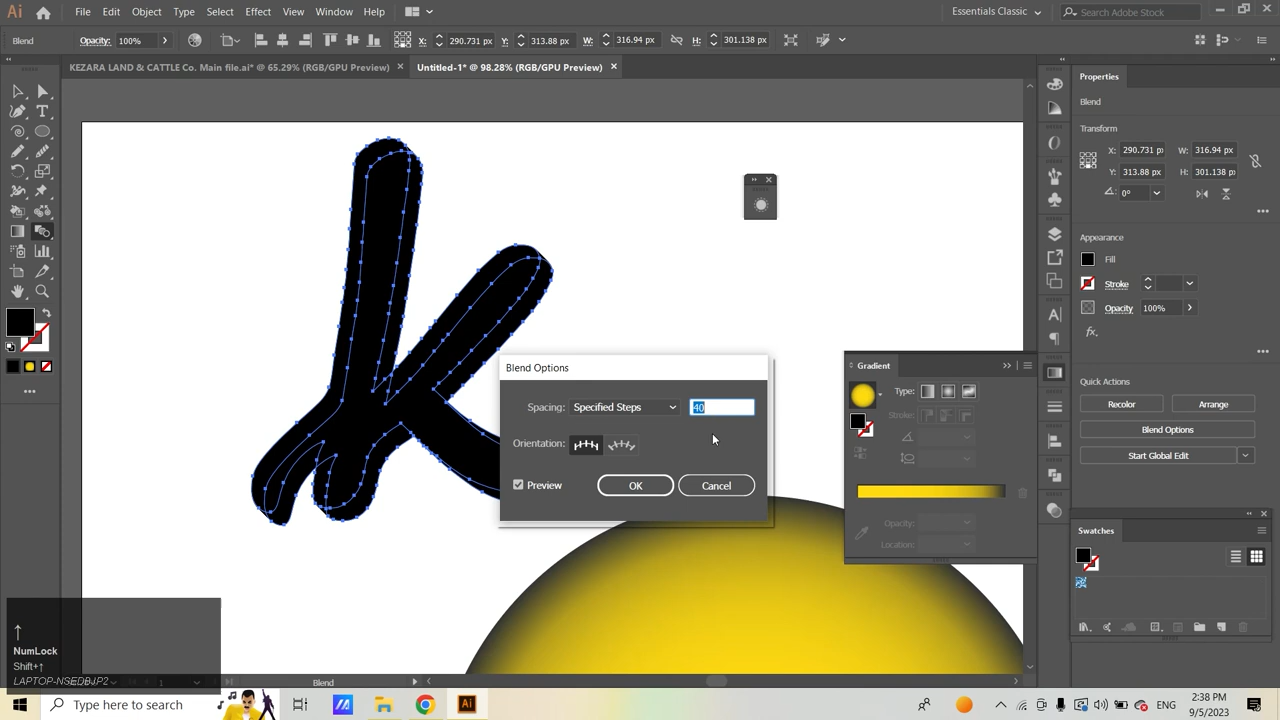 Ai File Edit Object Type Select Effect View Window Help Essentials Classic Search Adobe Stock
Blend Opacity: 100% X: 290.731 px Y: 313.88 px W: 316.94 px H: 301.138 px
KEZARA LAND & CATTLE Co. Main file.ai* @ 65.29% (RGB/GPU Preview) × Untitled-1* @ 98.28% (RGB/GPU Preview) ×
Properties
Blend
Transform
X: 290.731 px W: 316.94 px
Y: 313.88 px H: 301.138 px
0°
Appearance
Fill
Stroke
Opacity 100%
fx.
Quick Actions
Recolor Arrange
Blend Options
Start Global Edit
Blend Options
Spacing: Specified Steps 40
Orientation:
Preview OK Cancel
Gradient
Type:
Stroke:
Opacity:
Location:
Swatches
K
NumLock
Shift+↑
LAPTOP-NSEDBJP2
1 Blend
Type here to search Ai ENG 2:38 PM
9/5/2023